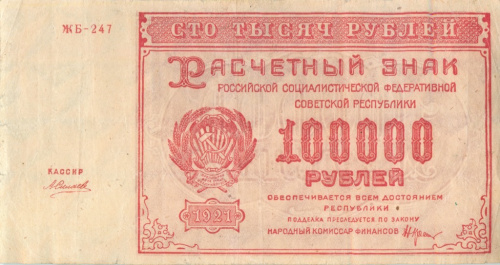 ЖБ-247
СТО ТЫСЯЧ РУБЛЕЙ
РАСЧЕТНЫЙ ЗНАК
РОССИЙСКОЙ СОЦИАЛИСТИЧЕСКОЙ ФЕДЕРАТИВНОЙ
СОВЕТСКОЙ РЕСПУБЛИКИ
100000
РУБЛЕЙ
КАССИР
1921
ОБЕСПЕЧИВАЕТСЯ ВСЕМ ДОСТОЯНИЕМ
РЕСПУБЛИКИ
ПОДДЕЛКА ПРЕСЛЕДУЕТСЯ ПО ЗАКОНУ
НАРОДНЫЙ КОМИССАР ФИНАНСОВ